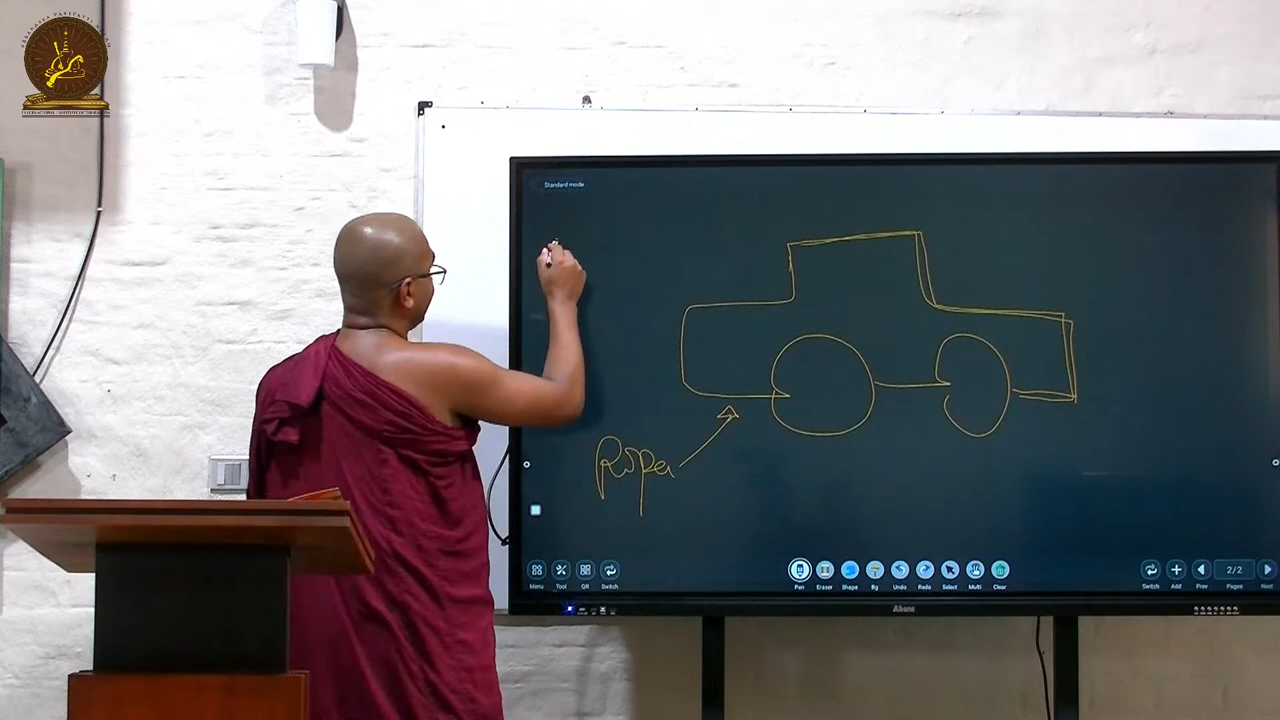 Standard mode
Rupa
Menu
Tool
QR
Switch
Pen
Eraser
Shape
Bg
Undo
Redo
Select
Multi
Clear
Switch
Add
Prev
2/2
Pages
Next
Abans